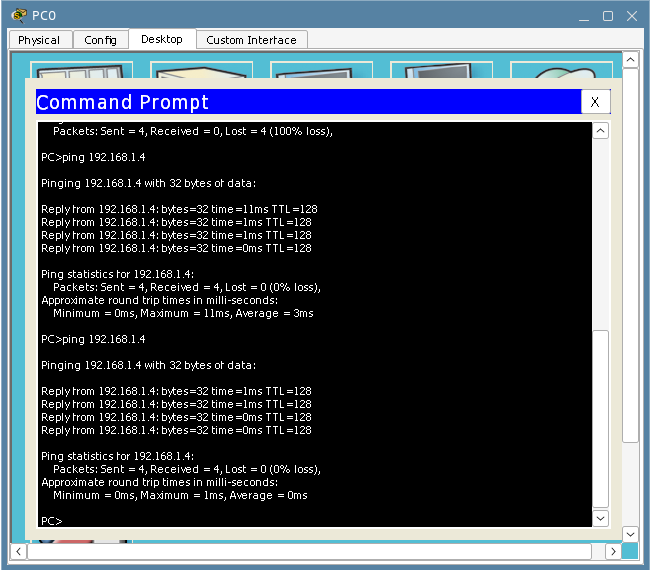 PC0
Physical Config Desktop Custom Interface
Command Prompt X
Packets: Sent = 4, Received = 0, Lost = 4 (100% loss),
PC>ping 192.168.1.4
Pinging 192.168.1.4 with 32 bytes of data:
Reply from 192.168.1.4: bytes=32 time=11ms TTL=128
Reply from 192.168.1.4: bytes=32 time=1ms TTL=128
Reply from 192.168.1.4: bytes=32 time=1ms TTL=128
Reply from 192.168.1.4: bytes=32 time=0ms TTL=128
Ping statistics for 192.168.1.4:
Packets: Sent = 4, Received = 4, Lost = 0 (0% loss),
Approximate round trip times in milli-seconds:
Minimum = 0ms, Maximum = 11ms, Average = 3ms
PC>ping 192.168.1.4
Pinging 192.168.1.4 with 32 bytes of data:
Reply from 192.168.1.4: bytes=32 time=1ms TTL=128
Reply from 192.168.1.4: bytes=32 time=1ms TTL=128
Reply from 192.168.1.4: bytes=32 time=0ms TTL=128
Reply from 192.168.1.4: bytes=32 time=0ms TTL=128
Ping statistics for 192.168.1.4:
Packets: Sent = 4, Received = 4, Lost = 0 (0% loss),
Approximate round trip times in milli-seconds:
Minimum = 0ms, Maximum = 1ms, Average = 0ms
PC>